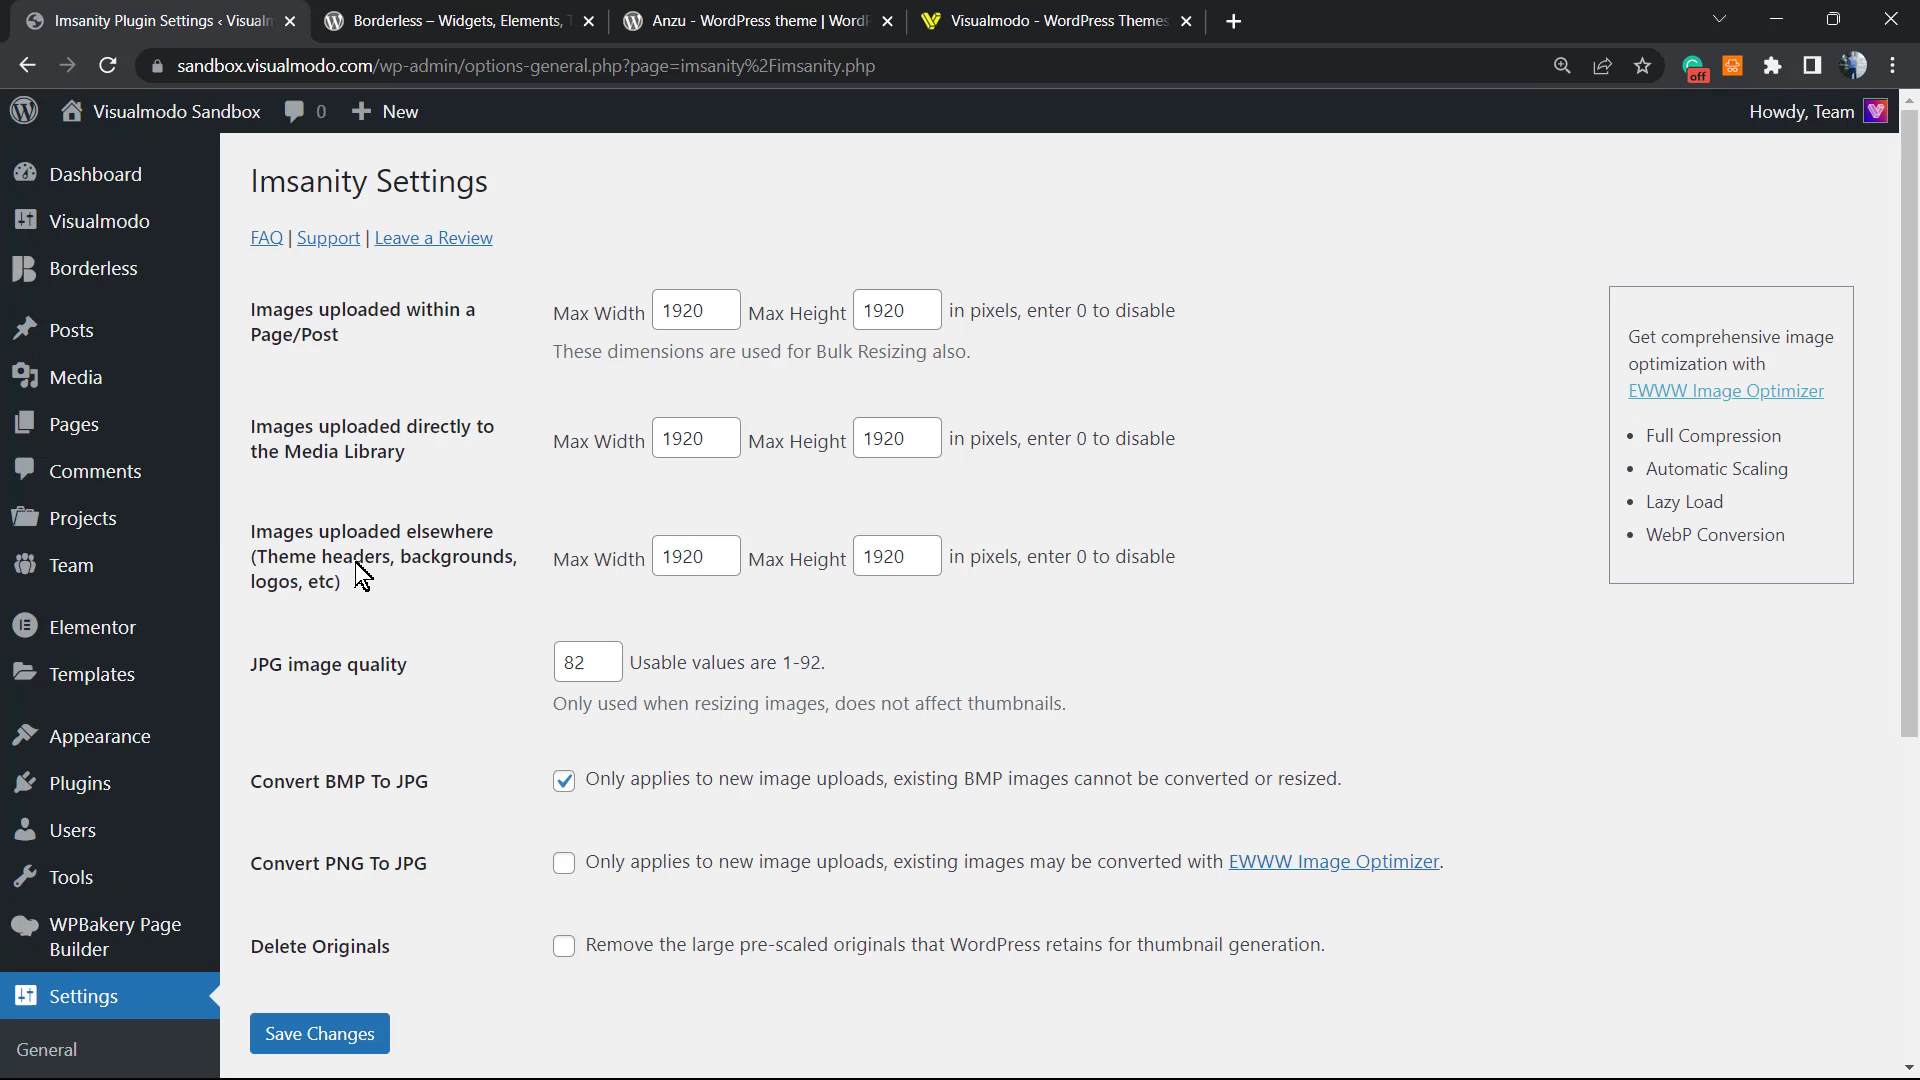 Imsanity Plugin Settings ‹ Visualm
Borderless – Widgets, Elements, T
Anzu - WordPress theme | WordP
Visualmodo - WordPress Themes
sandbox.visualmodo.com/wp-admin/options-general.php?page=imsanity%2Fimsanity.php
off
Visualmodo Sandbox
0
New
Howdy, Team
Dashboard
Visualmodo
Borderless
Posts
Media
Pages
Comments
Projects
Team
Elementor
Templates
Appearance
Plugins
Users
Tools
WPBakery Page
Builder
Settings
General
Imsanity Settings
FAQ | Support | Leave a Review
Images uploaded within a
Page/Post
Max Width 1920 Max Height 1920 in pixels, enter 0 to disable
These dimensions are used for Bulk Resizing also.
Images uploaded directly to
the Media Library
Max Width 1920 Max Height 1920 in pixels, enter 0 to disable
Images uploaded elsewhere
(Theme headers, backgrounds,
logos, etc)
Max Width 1920 Max Height 1920 in pixels, enter 0 to disable
JPG image quality
82 Usable values are 1-92.
Only used when resizing images, does not affect thumbnails.
Convert BMP To JPG
Only applies to new image uploads, existing BMP images cannot be converted or resized.
Convert PNG To JPG
Only applies to new image uploads, existing images may be converted with EWWW Image Optimizer.
Delete Originals
Remove the large pre-scaled originals that WordPress retains for thumbnail generation.
Save Changes
Get comprehensive image
optimization with
EWWW Image Optimizer
• Full Compression
• Automatic Scaling
• Lazy Load
• WebP Conversion